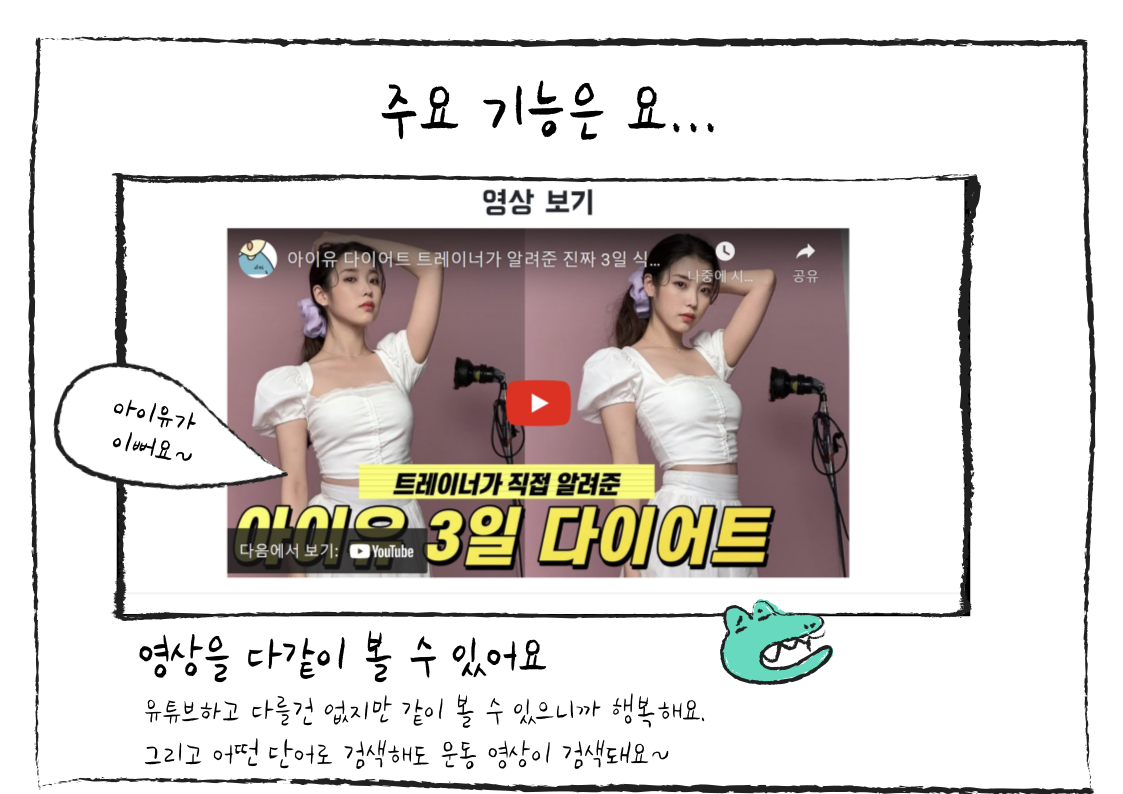 주요 기능은 요...
영상 보기
아이유 다이어트 트레이너가 알려준 진짜 3일 식...
나중에 시...
공유
아이유가
이뻐요~
트레이너가 직접 알려준
아이유 3일 다이어트
다음에서 보기: YouTube
영상을 다같이 볼 수 있어요
유튜브하고 다를건 없지만 같이 볼 수 있으니까 행복해요.
그리고 어떤 단어로 검색해도 운동 영상이 검색돼요~